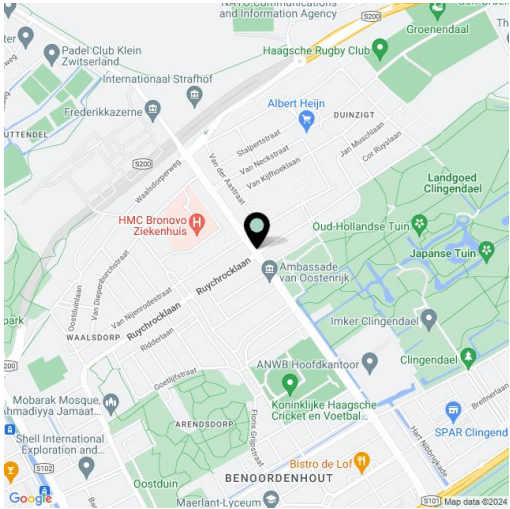 NATO Communications
and Information Agency
S200
Groenendaal
Haagsche Rugby Club
Padel Club Klein
Zwitserland
Internationaal Strafhof
Frederikkazerne
Albert Heijn
DUINZIGT
Stalpertstraat
Jan Muschlaan
Cor Ruyslaan
Van Neckstraat
Van Kijfhoeklaan
UTTENDEL
S200
Waalsdorperweg
Van der Aastraat
Landgoed
Clingendael
HMC Bronovo
Ziekenhuis
H
Oud-Hollandse Tuin
Japanse Tuin
Ruychrocklaan
Ambassade
van Oostenrijk
Van Diepenburchstraat
Oostduinlaan
Van Nijenrodestraat
Ruychrocklaan
Imker Clingendael
park
WAALSDORP
Ridderlaan
Clingendael
200
ANWB Hoofdkantoor
Goetlijfstraat
Breitnerlaan
Mobarak Mosque,
Ahmadiyya Jamaat...
Koninklijke Haagsche
Cricket en Voetbal...
ARENDSDORP
Floris Grijpstraat
SPAR Clingend
Hart Nibbrigkade
Shell International
Exploration and...
S102
Bistro de Lof
Oostduin
BENOORDENHOUT
Maerlant-Lyceum
Google
S101
Map data ©2024